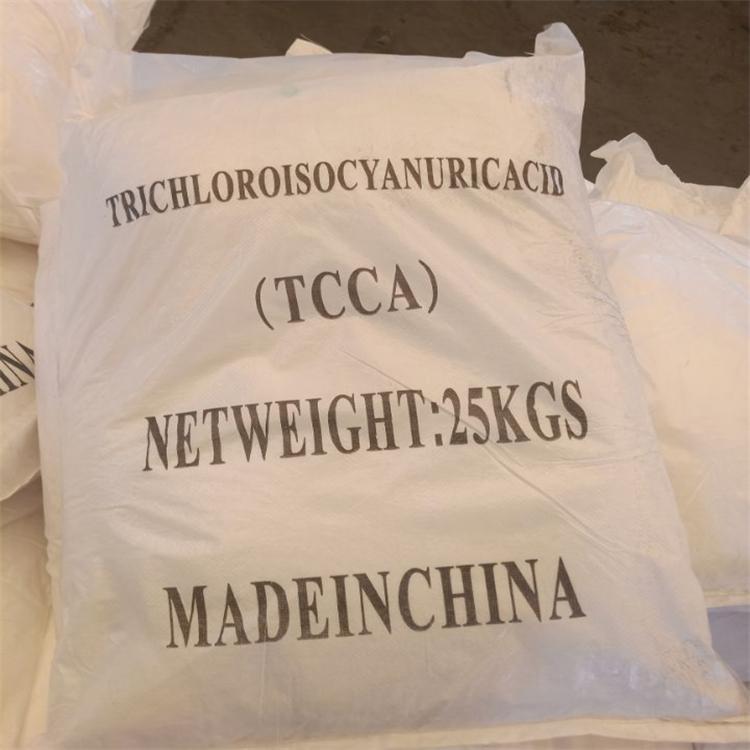 TRICHLOROISOCYANURICACID
(TCCA)
NETWEIGHT:25KGS
MADEINCHINA